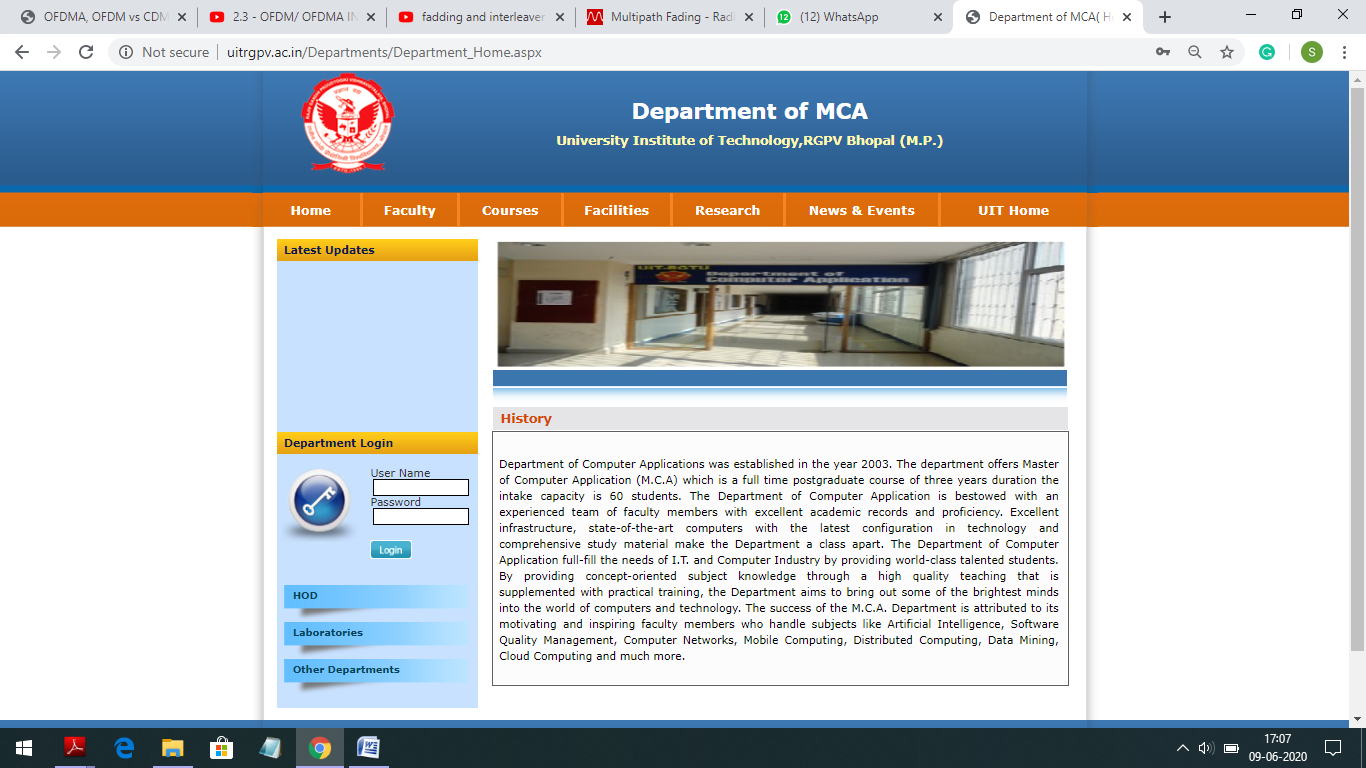 OFDMA, OFDM vs CDM
2.3 - OFDM/ OFDMA IN
fadding and interleaver
Multipath Fading - Radi
(12) WhatsApp
Department of MCA( H
Not secure
uitrgpv.ac.in/Departments/Department_Home.aspx
S
Department of MCA
University Institute of Technology,RGPV Bhopal (M.P.)
Home
Faculty
Courses
Facilities
Research
News & Events
UIT Home
Latest Updates
UIT-RGTU
Department of
Computer Application
Department Login
User Name
Password
Login
HOD
Laboratories
Other Departments
History
Department of Computer Applications was established in the year 2003. The department offers Master
of Computer Application (M.C.A) which is a full time postgraduate course of three years duration the
intake capacity is 60 students. The Department of Computer Application is bestowed with an
experienced team of faculty members with excellent academic records and proficiency. Excellent
infrastructure, state-of-the-art computers with the latest configuration in technology and
comprehensive study material make the Department a class apart. The Department of Computer
Application full-fill the needs of I.T. and Computer Industry by providing world-class talented students.
By providing concept-oriented subject knowledge through a high quality teaching that is
supplemented with practical training, the Department aims to bring out some of the brightest minds
into the world of computers and technology. The success of the M.C.A. Department is attributed to its
motivating and inspiring faculty members who handle subjects like Artificial Intelligence, Software
Quality Management, Computer Networks, Mobile Computing, Distributed Computing, Data Mining,
Cloud Computing and much more.
17:07
09-06-2020